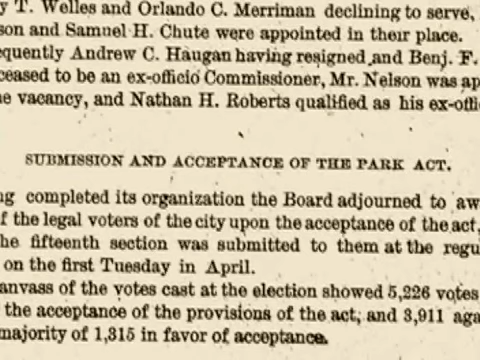 T. Welles and Orlando C. Merriman declining to serve,
son and Samuel H. Chute were appointed in their place.
equently Andrew C. Haugan having resigned and Benj. F.
ceased to be an ex-officio Commissioner, Mr. Nelson was ap
e vacancy, and Nathan H. Roberts qualified as his ex-offi
SUBMISSION AND ACCEPTANCE OF THE PARK ACT.
ng completed its organization the Board adjourned to aw
f the legal voters of the city upon the acceptance of the act,
he fifteenth section was submitted to them at the regu
on the first Tuesday in April.
anvass of the votes cast at the election showed 5,226 votes
the acceptance of the provisions of the act; and 3,911 aga
majority of 1,315 in favor of acceptance.